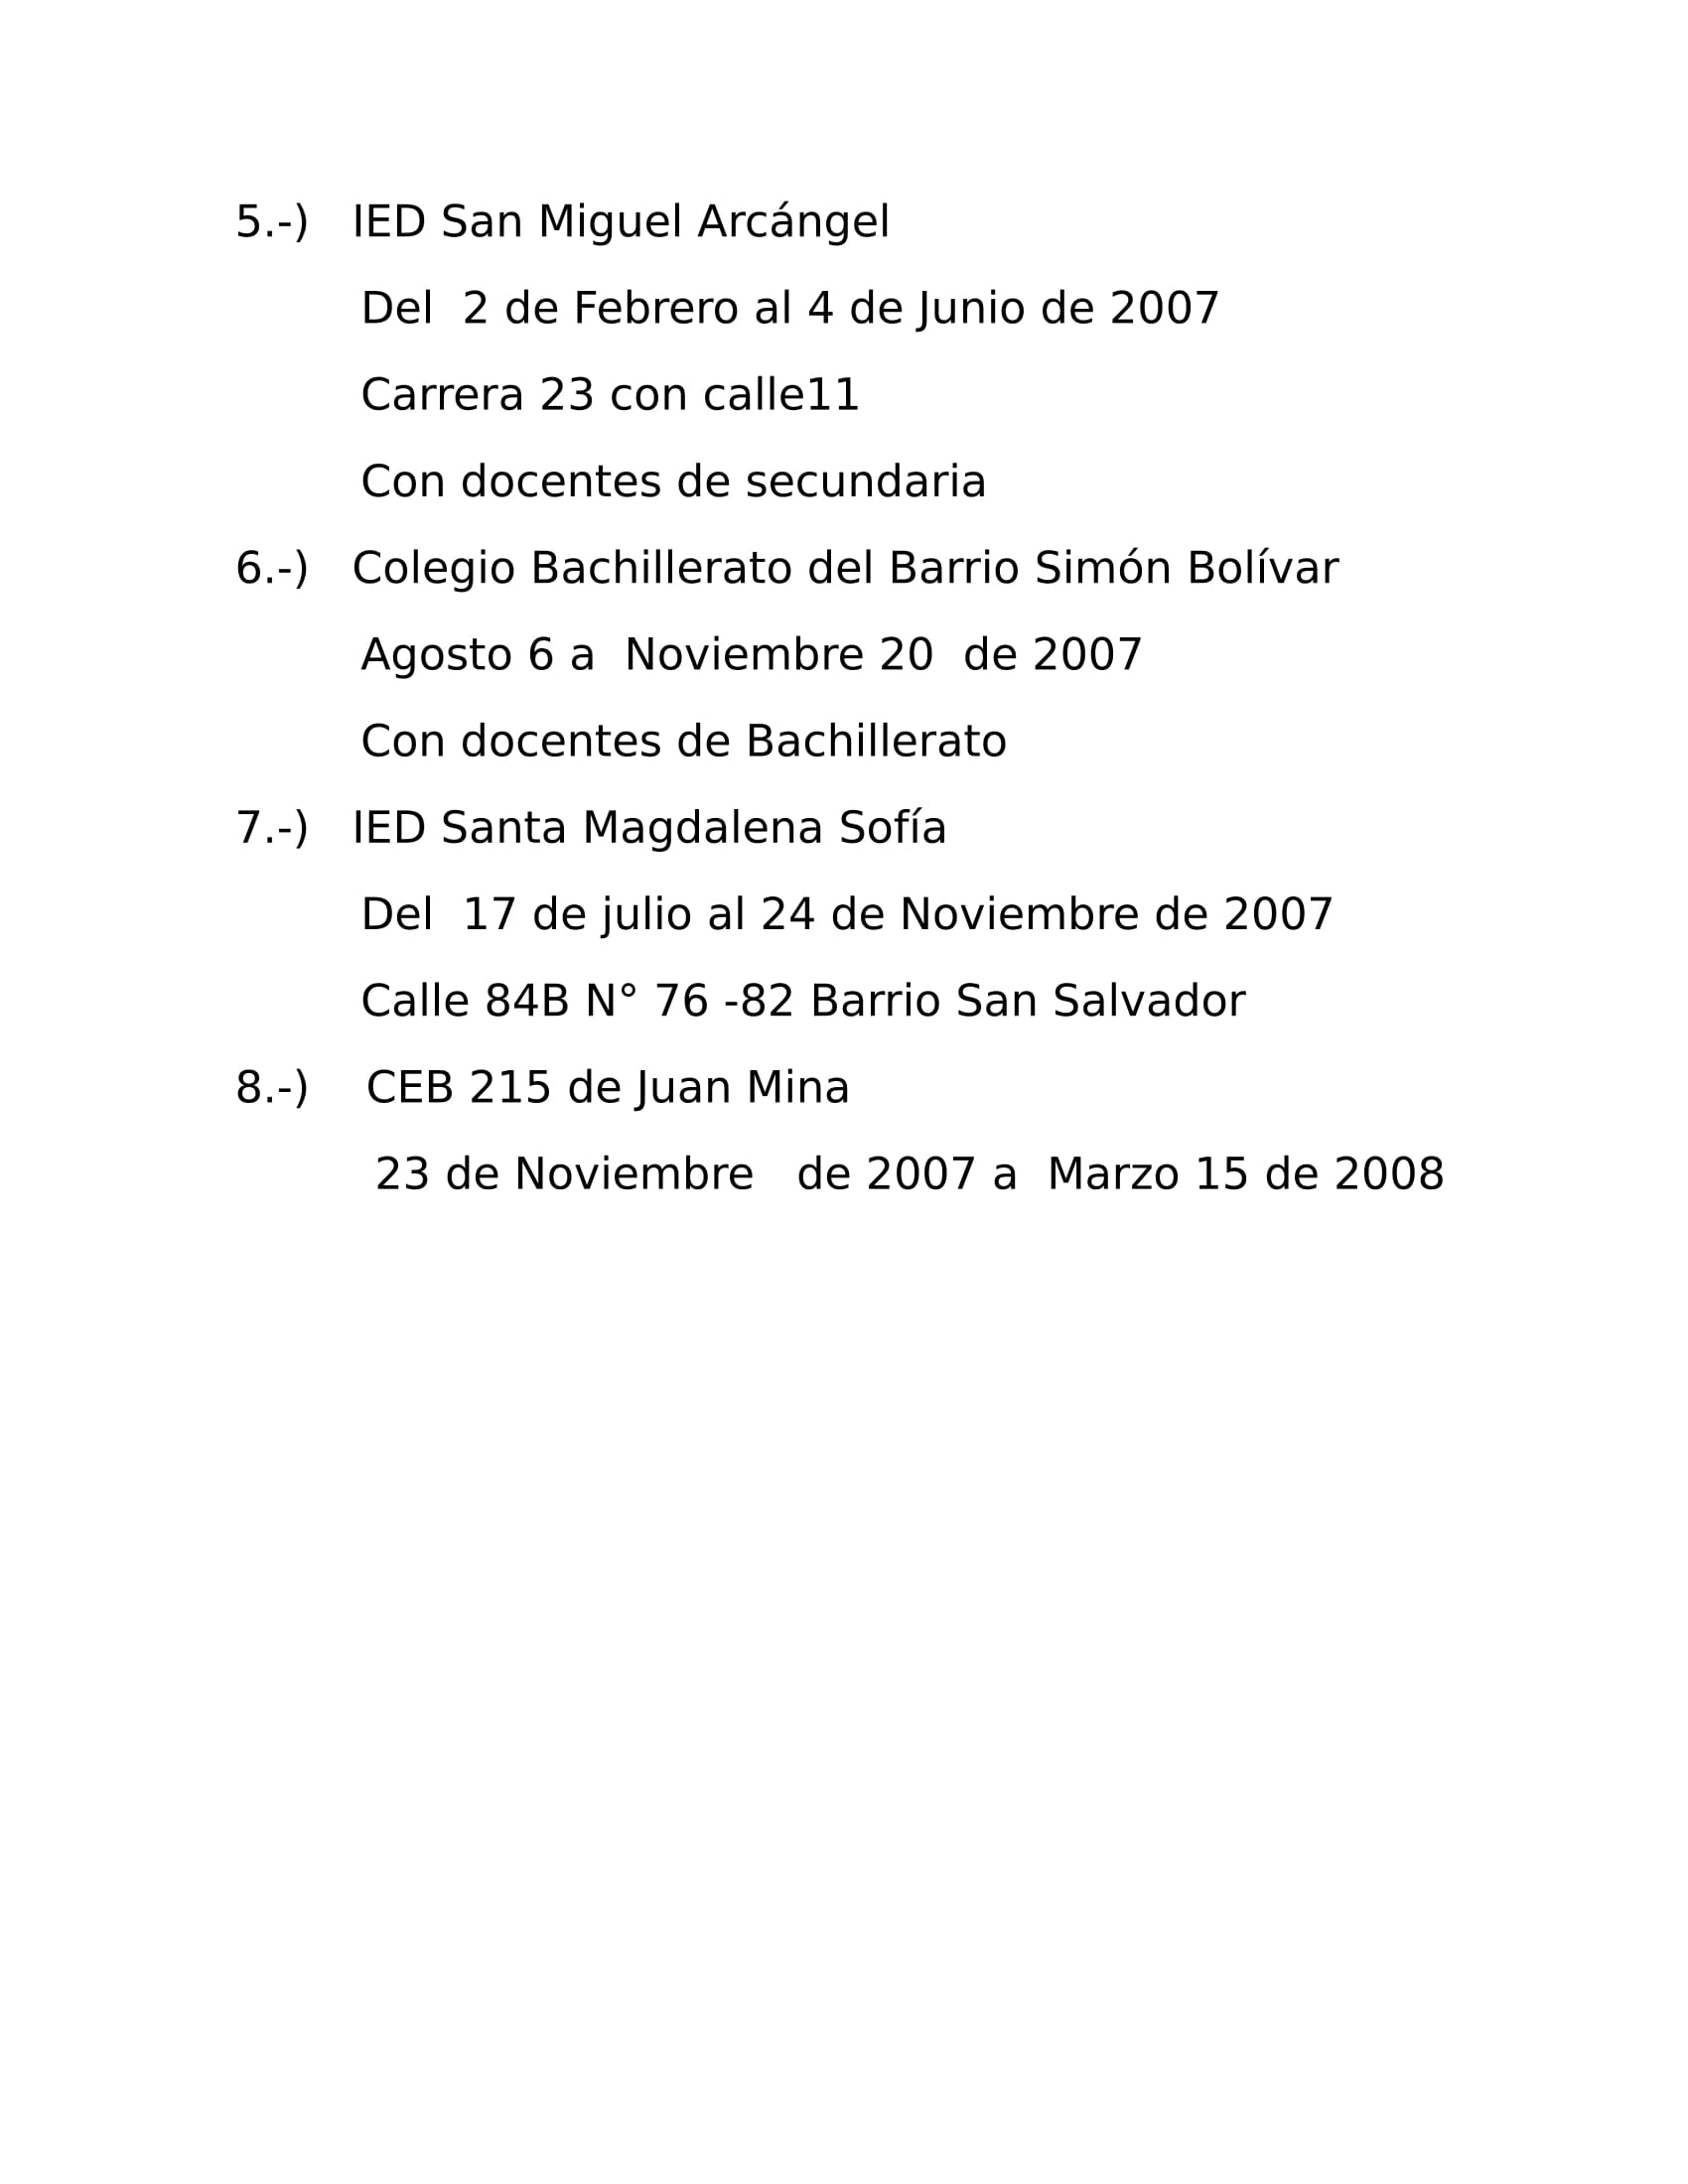 5.-) IED San Miguel Arcángel
Del 2 de Febrero al 4 de Junio de 2007
Carrera 23 con calle11
Con docentes de secundaria
6.-) Colegio Bachillerato del Barrio Simón Bolívar
Agosto 6 a Noviembre 20 de 2007
Con docentes de Bachillerato
7.-) IED Santa Magdalena Sofía
Del 17 de julio al 24 de Noviembre de 2007
Calle 84B N° 76 -82 Barrio San Salvador
8.-) CEB 215 de Juan Mina
23 de Noviembre de 2007 a Marzo 15 de 2008